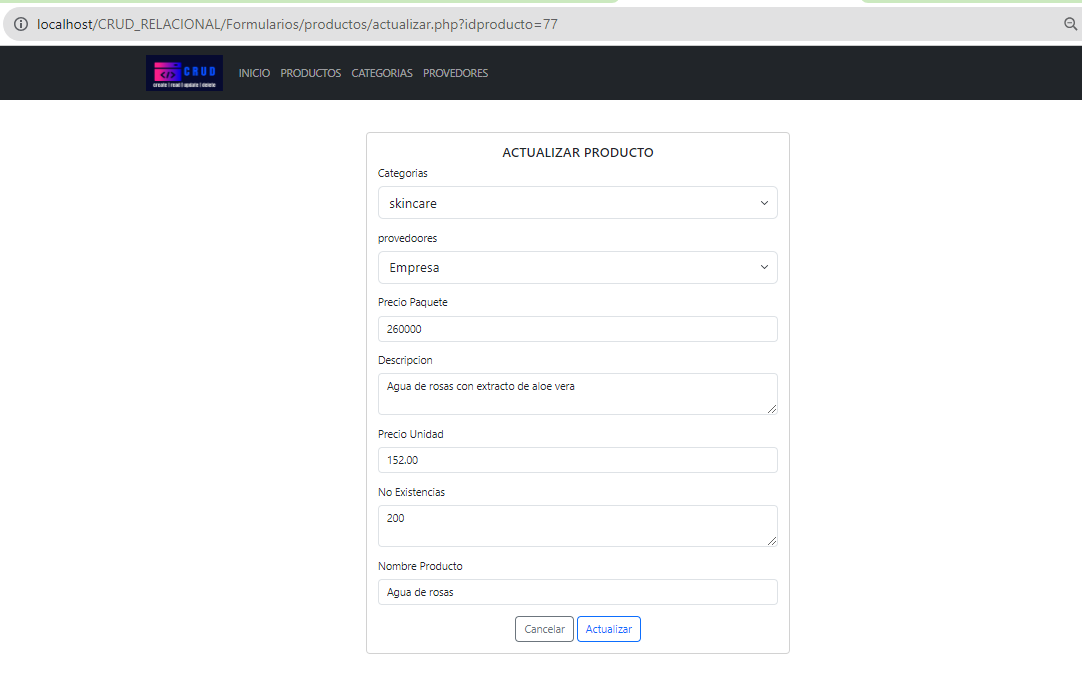 localhost/CRUD_RELACIONAL/Formularios/productos/actualizar.php?idproducto=77
</> CRUD
create | read | update | delete
INICIO PRODUCTOS CATEGORIAS PROVEDORES
ACTUALIZAR PRODUCTO
Categorias
skincare
provedoores
Empresa
Precio Paquete
260000
Descripcion
Agua de rosas con extracto de aloe vera
Precio Unidad
152.00
No Existencias
200
Nombre Producto
Agua de rosas
Cancelar Actualizar